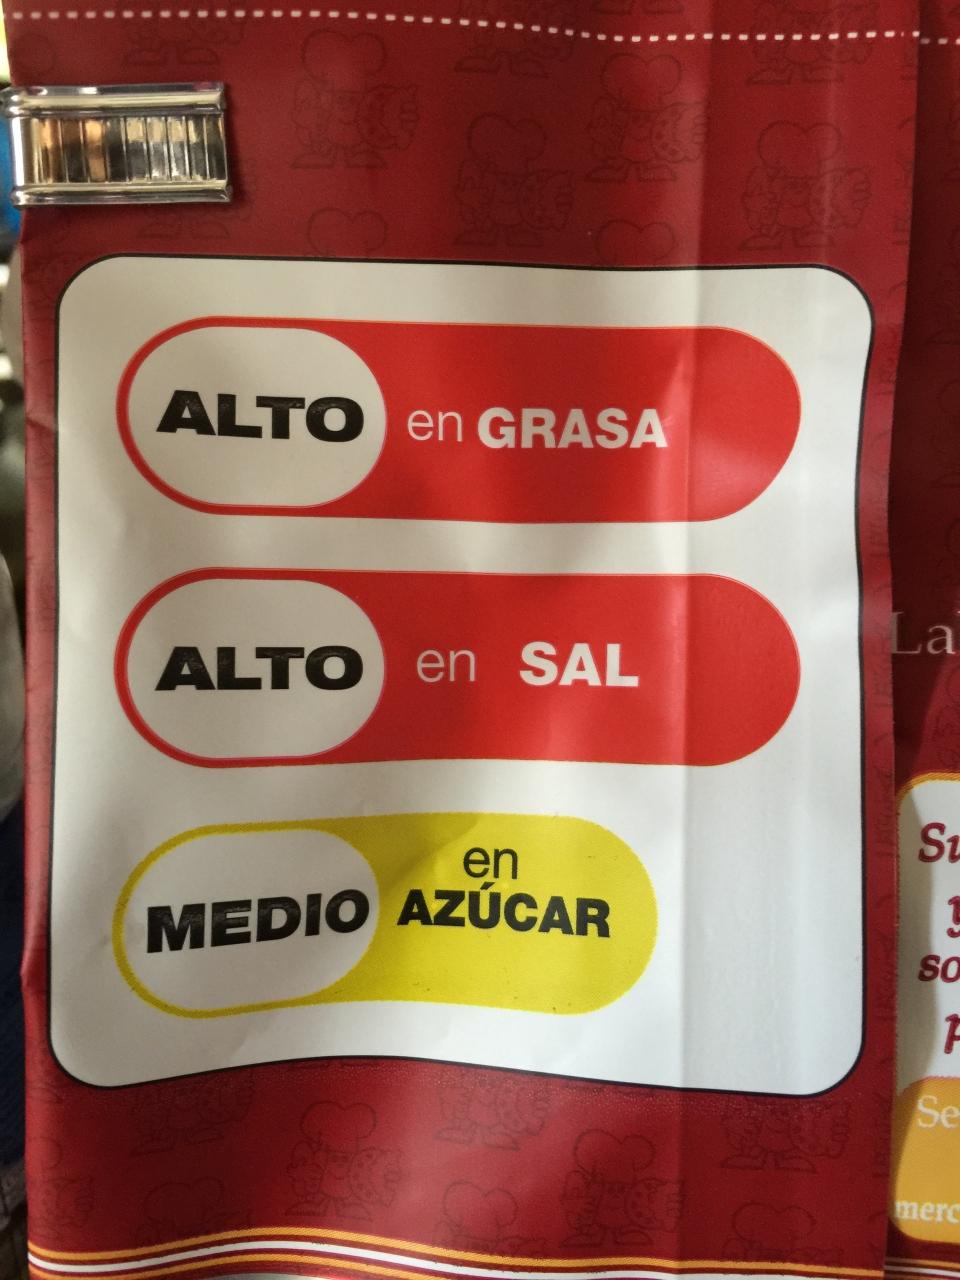 ALTO en GRASA
ALTO en SAL
MEDIO en AZÚCAR